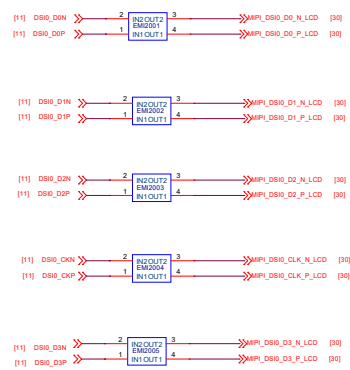 [11] DSI0_D0N 2 IN2OUT2 3 MIPI_DSI0_D0_N_LCD [30]
EMI2001
[11] DSI0_D0P 1 IN1OUT1 4 MIPI_DSI0_D0_P_LCD [30]
[11] DSI0_D1N 2 IN2OUT2 3 MIPI_DSI0_D1_N_LCD [30]
EMI2002
[11] DSI0_D1P 1 IN1OUT1 4 MIPI_DSI0_D1_P_LCD [30]
[11] DSI0_D2N 2 IN2OUT2 3 MIPI_DSI0_D2_N_LCD [30]
EMI2003
[11] DSI0_D2P 1 IN1OUT1 4 MIPI_DSI0_D2_P_LCD [30]
[11] DSI0_CKN 2 IN2OUT2 3 MIPI_DSI0_CLK_N_LCD [30]
EMI2004
[11] DSI0_CKP 1 IN1OUT1 4 MIPI_DSI0_CLK_P_LCD [30]
[11] DSI0_D3N 2 IN2OUT2 3 MIPI_DSI0_D3_N_LCD [30]
EMI2005
[11] DSI0_D3P 1 IN1OUT1 4 MIPI_DSI0_D3_P_LCD [30]